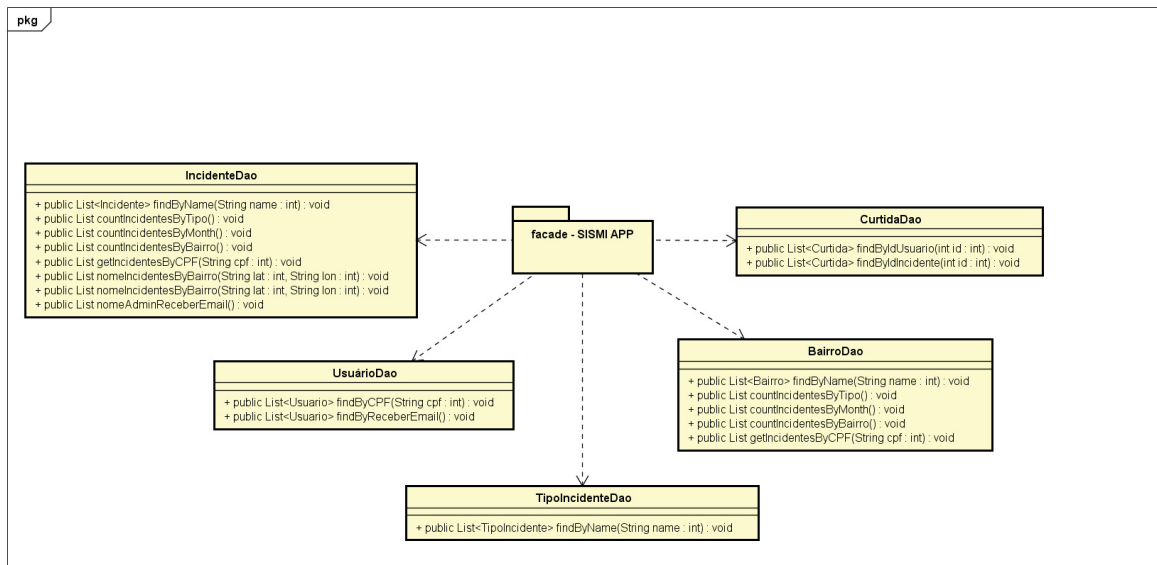 pkg
IncidenteDao
+ public List<Incidente> findByName(String name : int) : void
+ public List countIncidentesByTipo() : void
+ public List countIncidentesByMonth() : void
+ public List countIncidentesByBairro() : void
+ public List getIncidentesByCPF(String cpf : int) : void
+ public List nomeIncidentesByBairro(String lat : int, String lon : int) : void
+ public List nomeIncidentesByBairro(String lat : int, String lon : int) : void
+ public List nomeAdminReceberEmail() : void
facade - SISMI APP
CurtidaDao
+ public List<Curtida> findByIdUsuario(int id : int) : void
+ public List<Curtida> findByIdIncidente(int id : int) : void
UsuárioDao
+ public List<Usuario> findByCPF(String cpf : int) : void
+ public List<Usuario> findByReceberEmail() : void
BairroDao
+ public List<Bairro> findByName(String name : int) : void
+ public List countIncidentesByTipo() : void
+ public List countIncidentesByMonth() : void
+ public List countIncidentesByBairro() : void
+ public List getIncidentesByCPF(String cpf : int) : void
TipoIncidenteDao
+ public List<TipoIncidente> findByName(String name : int) : void